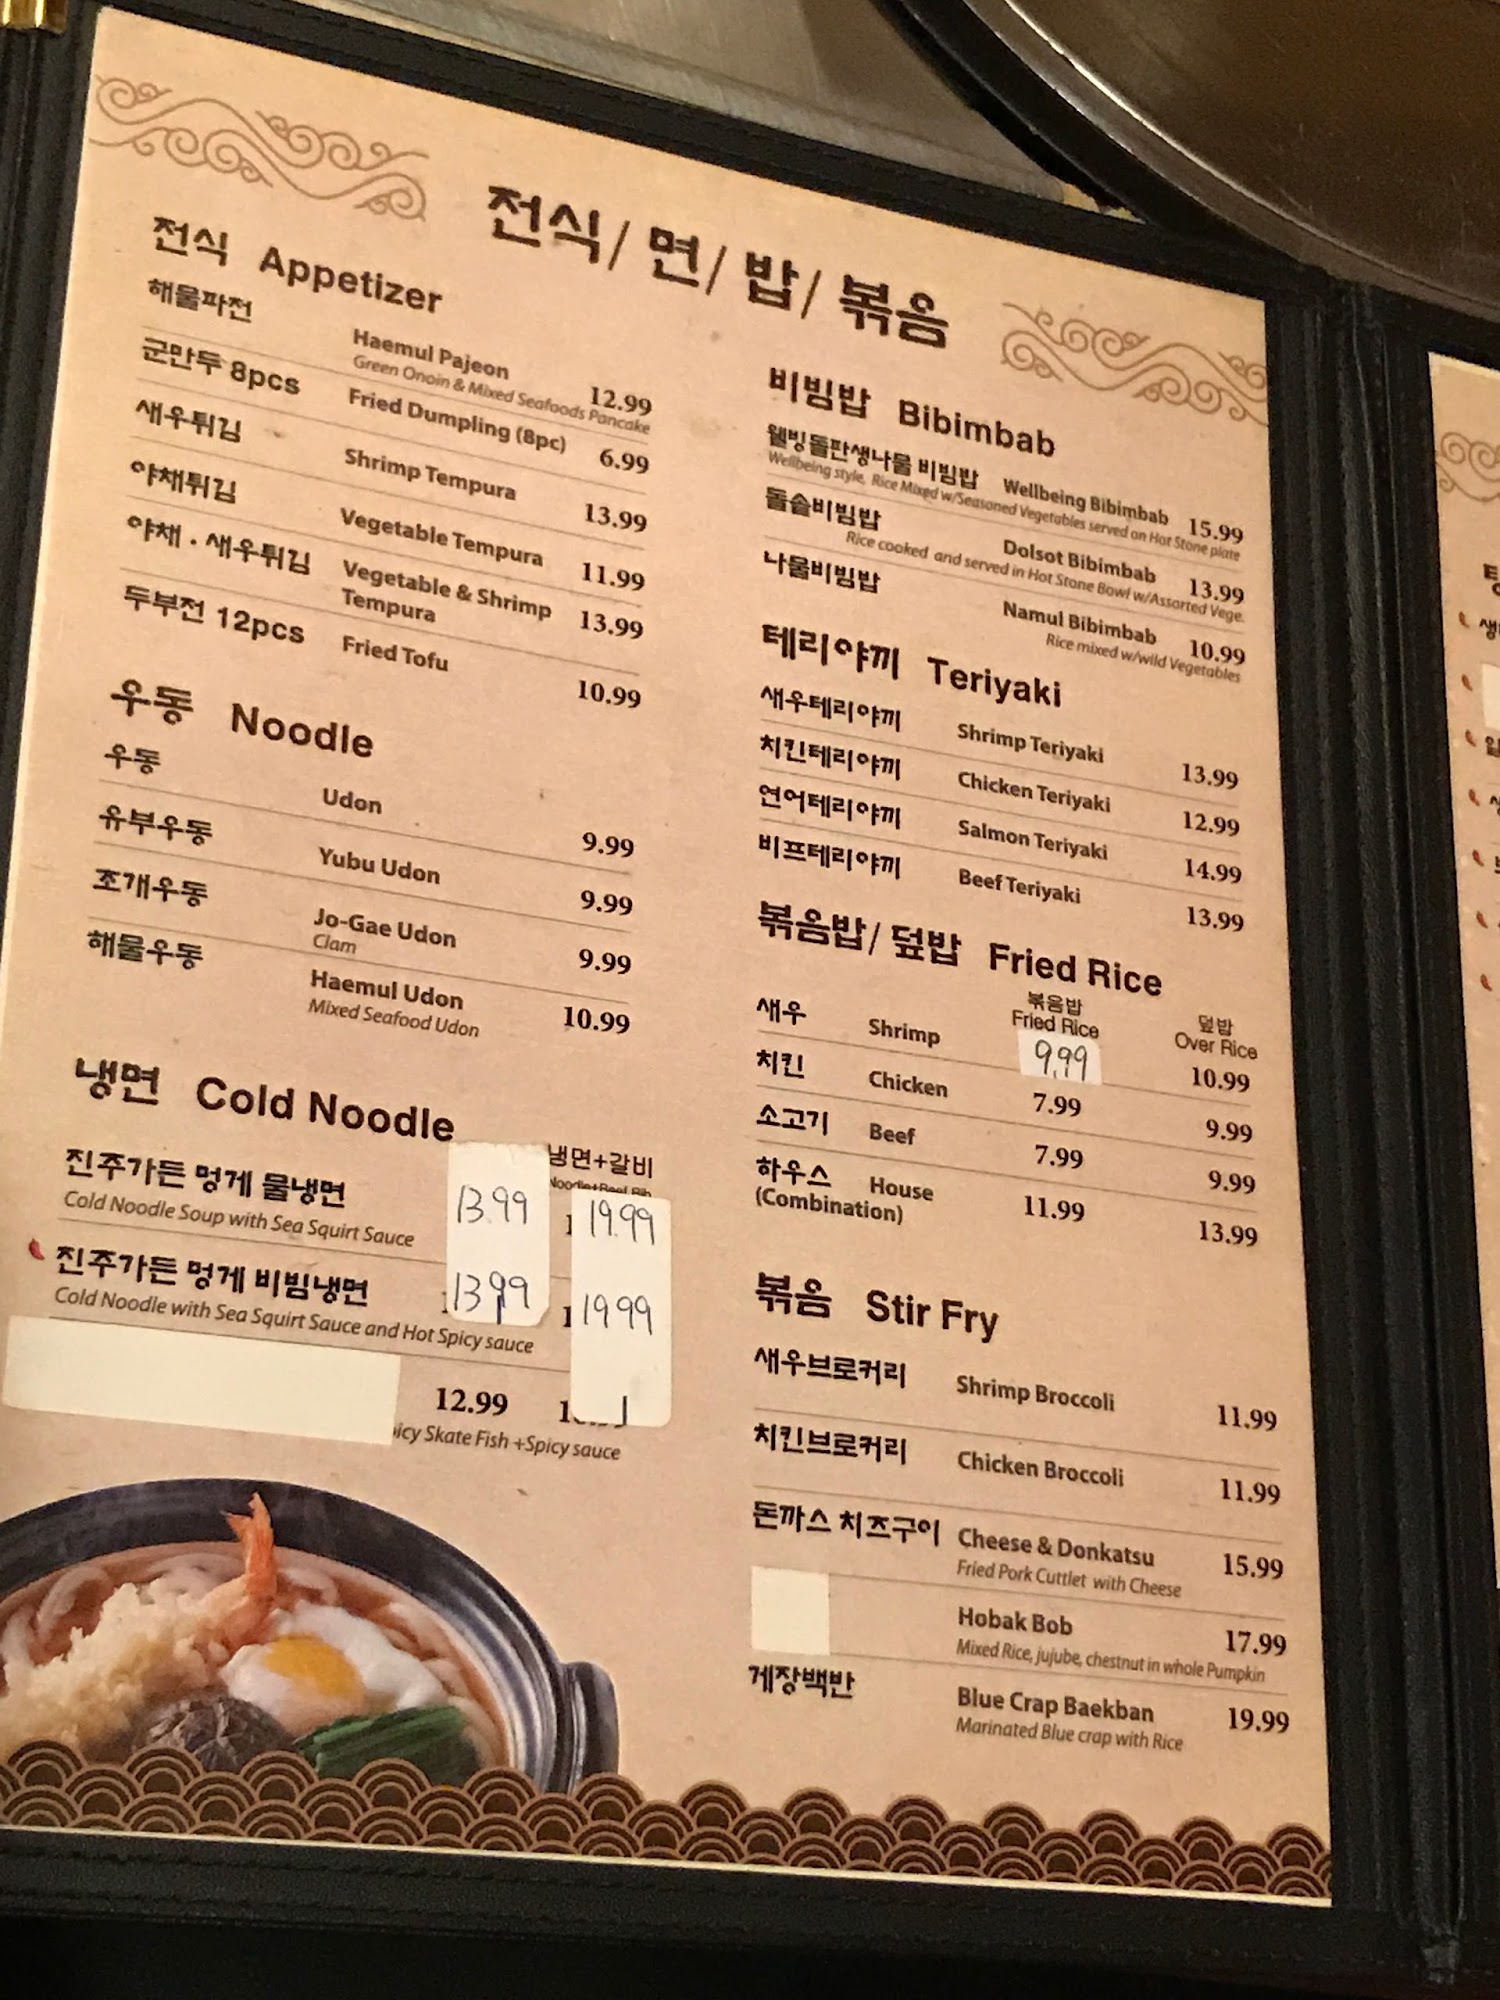 전식/ 면/ 밥/ 볶음
전식 Appetizer
해물파전 Haemul Pajeon 12.99
Green Onoin & Mixed Seafoods Pancake
군만두 8pcs Fried Dumpling (8pc) 6.99
새우튀김 Shrimp Tempura 13.99
야채튀김 Vegetable Tempura 11.99
야채 . 새우튀김 Vegetable & Shrimp 13.99
Tempura
두부전 12pcs Fried Tofu 10.99
우동 Noodle
우동 Udon 9.99
유부우동 Yubu Udon 9.99
조개우동 Jo-Gae Udon 9.99
Clam
해물우동 Haemul Udon 10.99
Mixed Seafood Udon
냉면 Cold Noodle
냉면+갈비
진주가든 멍게 물냉면 13.99 19.99
Cold Noodle Soup with Sea Squirt Sauce
진주가든 멍게 비빔냉면 13.99 19.99
Cold Noodle with Sea Squirt Sauce and Hot Spicy sauce
12.99
Skate Fish +Spicy sauce
비빔밥 Bibimbab
웰빙돌판생나물 비빔밥 Wellbeing Bibimbab 15.99
Wellbeing style, Rice Mixed w/Seasoned Vegetables served on Hot Stone plate
돌솥비빔밥 Dolsot Bibimbab 13.99
Rice cooked and served in Hot Stone Bowl w/Assorted Vege.
나물비빔밥 Namul Bibimbab 10.99
Rice mixed w/wild Vegetables
테리야끼 Teriyaki
새우테리야끼 Shrimp Teriyaki 13.99
치킨테리야끼 Chicken Teriyaki 12.99
연어테리야끼 Salmon Teriyaki 14.99
비프테리야끼 Beef Teriyaki 13.99
볶음밥/ 덮밥 Fried Rice
볶음밥 덮밥
Fried Rice Over Rice
새우 Shrimp 9.99 10.99
치킨 Chicken 7.99 9.99
소고기 Beef 7.99 9.99
하우스 House 11.99 13.99
(Combination)
볶음 Stir Fry
새우브로커리 Shrimp Broccoli 11.99
치킨브로커리 Chicken Broccoli 11.99
돈까스 치즈구이 Cheese & Donkatsu 15.99
Fried Pork Cuttlet with Cheese
Hobak Bob 17.99
Mixed Rice, jujube, chestnut in whole Pumpkin
게장백반 Blue Crap Baekban 19.99
Marinated Blue crap with Rice